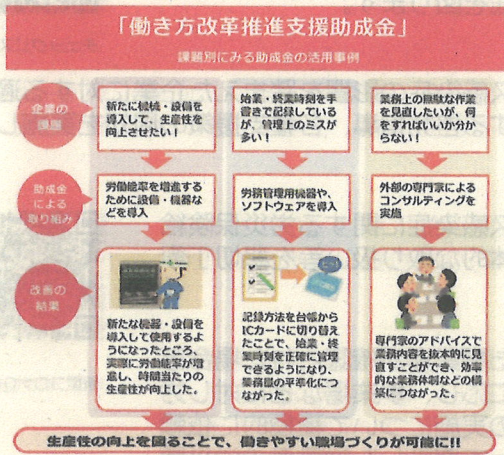 「働き方改革推進支援助成金」
課題別にみる助成金の活用事例
企業の
課題
新たに機械・設備を
導入して、生産性を
向上させたい!
始業・終業時刻を手
書きで記録している
が、管理上のミスが
多い!
業務上の無駄な作業
を見直したいが、何
をすればいいか分か
らない!
助成金
による
取り組み
労働能率を増進する
ために設備・機器な
どを導入
労務管理用機器や、
ソフトウェアを導入
外部の専門家による
コンサルティングを
実施
改善の
結果
新たな機器・設備を
導入して使用するよ
うになったところ、
実際に労働能率が増
進し、時間当たりの
生産性が向上した。
記録方法を台帳から
ICカードに切り替え
たことで、始業・終
業時刻を正確に管理
できるようになり、
業務量の平準化につ
ながった。
専門家のアドバイスで
業務内容を抜本的に見
直すことができ、効率
的な業務体制などの構
築につながった。
生産性の向上を図ることで、働きやすい職場づくりが可能に!!